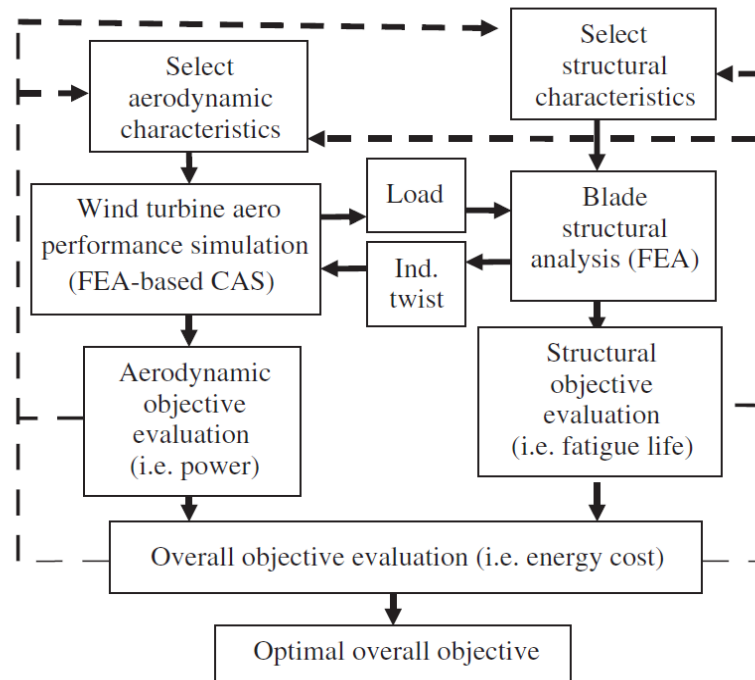 Select
structural
characteristics
Select
aerodynamic
characteristics
Wind turbine aero
performance simulation
(FEA-based CAS)
Load
Ind.
twist
Blade
structural
analysis (FEA)
Aerodynamic
objective
evaluation
(i.e. power)
Structural
objective
evaluation
(i.e. fatigue life)
Overall objective evaluation (i.e. energy cost)
Optimal overall objective